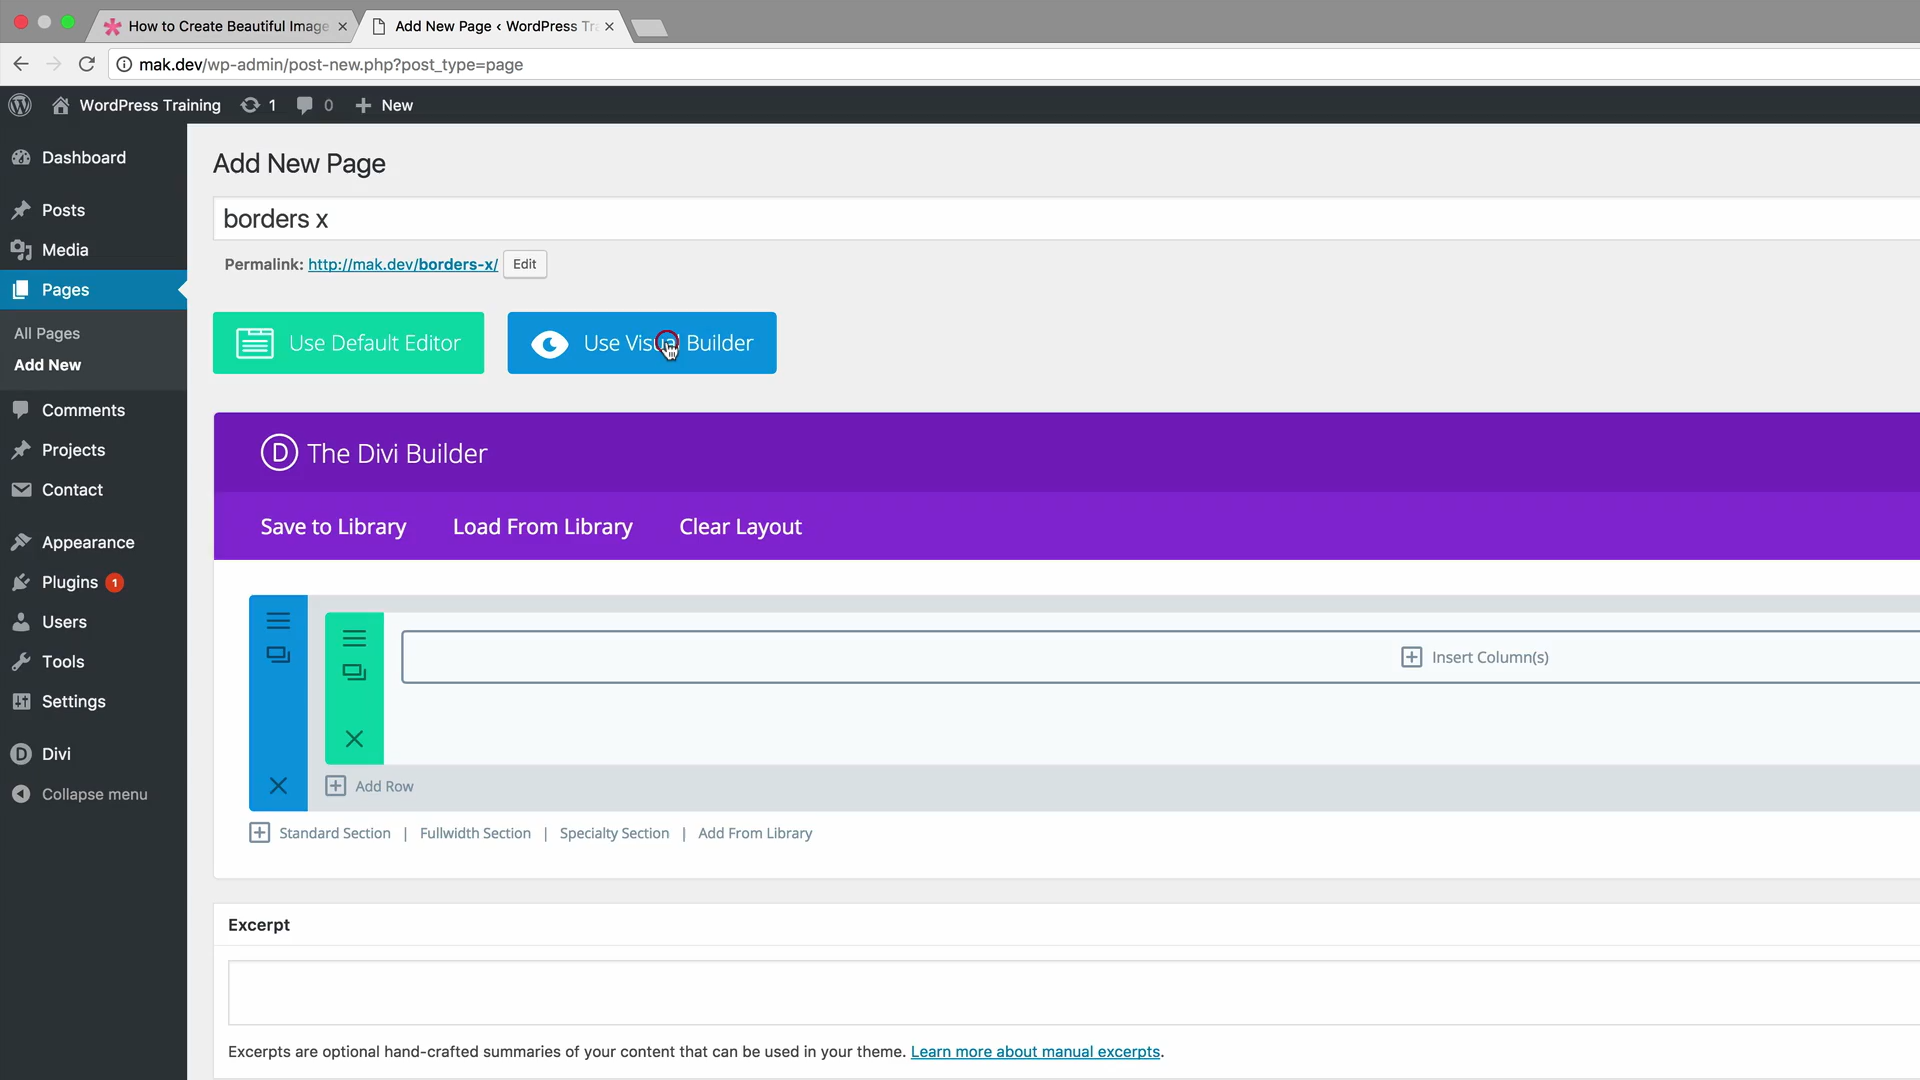 How to Create Beautiful Image
Add New Page ‹ WordPress Tr
mak.dev/wp-admin/post-new.php?post_type=page
WordPress Training 1 0 New
Dashboard
Posts
Media
Pages
All Pages
Add New
Comments
Projects
Contact
Appearance
Plugins 1
Users
Tools
Settings
Divi
Collapse menu
Add New Page
borders x
Permalink: http://mak.dev/borders-x/ Edit
Use Default Editor
Use Visual Builder
D The Divi Builder
Save to Library Load From Library Clear Layout
Insert Column(s)
Add Row
Standard Section | Fullwidth Section | Specialty Section | Add From Library
Excerpt
Excerpts are optional hand-crafted summaries of your content that can be used in your theme. Learn more about manual excerpts.